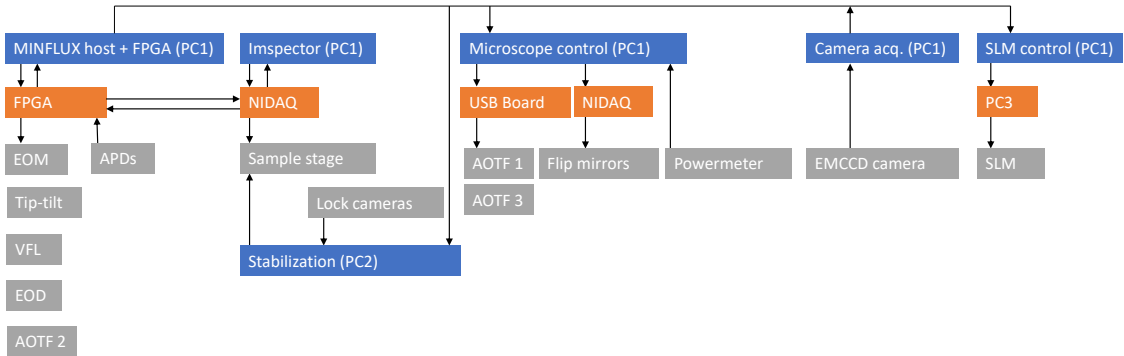 MINFLUX host + FPGA (PC1)
Imspector (PC1)
Microscope control (PC1)
Camera acq. (PC1)
SLM control (PC1)
FPGA
NIDAQ
USB Board
NIDAQ
PC3
EOM
APDs
Sample stage
AOTF 1
Flip mirrors
Powermeter
EMCCD camera
SLM
Tip-tilt
Lock cameras
AOTF 3
VFL
Stabilization (PC2)
EOD
AOTF 2